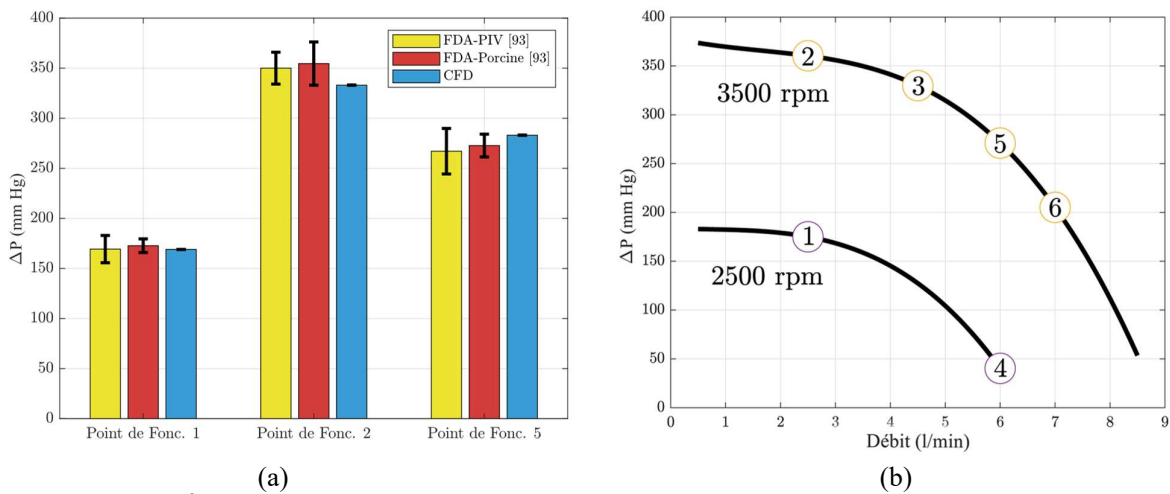 400
350
300
250
200
150
100
50
0
ΔP (mm Hg)
FDA-PIV [93]
FDA-Porcine [93]
CFD
Point de Fonc. 1
Point de Fonc. 2
Point de Fonc. 5
(a)
400
350
300
250
200
150
100
50
0
ΔP (mm Hg)
2
3
3500 rpm
5
6
1
2500 rpm
4
0 1 2 3 4 5 6 7 8 9
Débit (l/min)
(b)